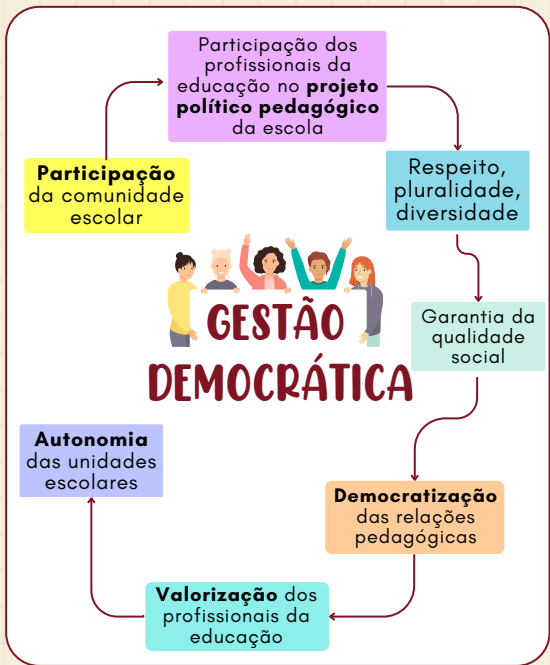 Participação dos
profissionais da
educação no projeto
político pedagógico
da escola
Participação
da comunidade
escolar
Respeito,
pluralidade,
diversidade
GESTÃO
DEMOCRÁTICA
Garantia da
qualidade
social
Autonomia
das unidades
escolares
Democratização
das relações
pedagógicas
Valorização dos
profissionais da
educação